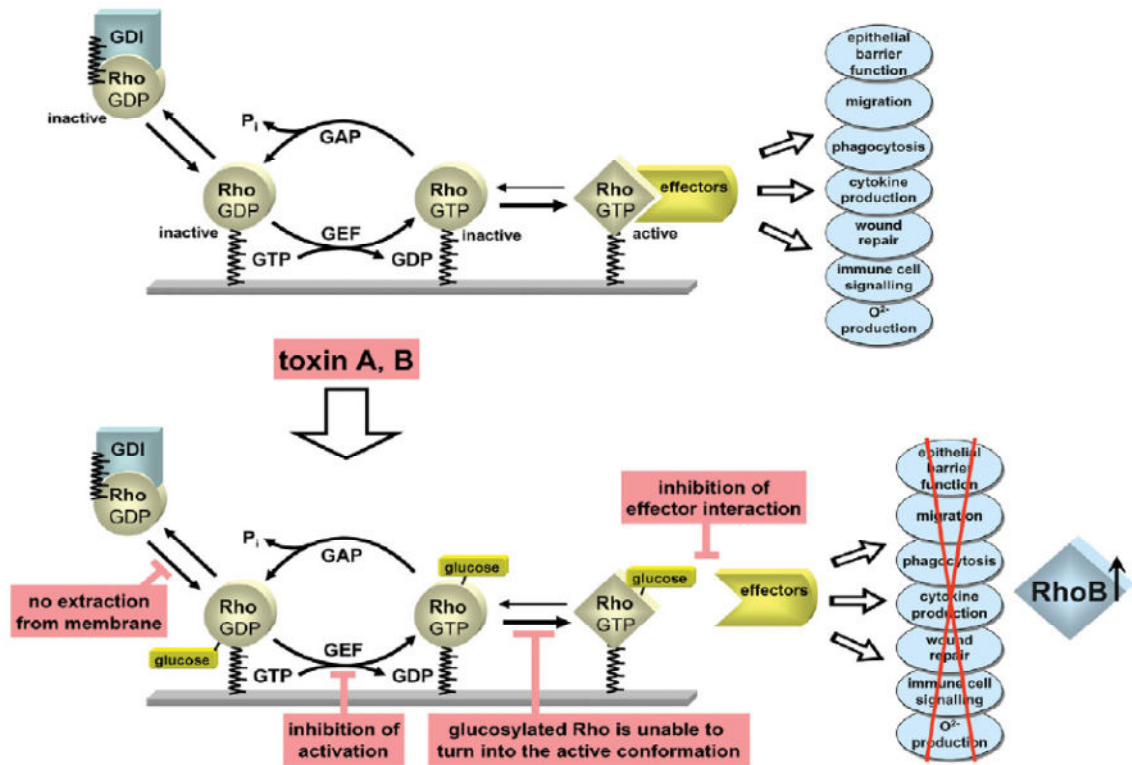 GDI
Rho
GDP
inactive
Pi
GAP
Rho
GDP
inactive
GEF
GTP
GDP
Rho
GTP
inactive
Rho
GTP
active
effectors
epithelial
barrier
function
migration
phagocytosis
cytokine
production
wound
repair
immune cell
signalling
O2-
production
toxin A, B
GDI
Rho
GDP
no extraction
from membrane
Pi
GAP
Rho
GDP
glucose
GEF
GTP
GDP
inhibition of
activation
glucose
Rho
GTP
glucosylated Rho is unable to
turn into the active conformation
inhibition of
effector interaction
glucose
Rho
GTP
effectors
epithelial
barrier
function
migration
phagocytosis
cytokine
production
wound
repair
immune cell
signalling
O2-
production
RhoB